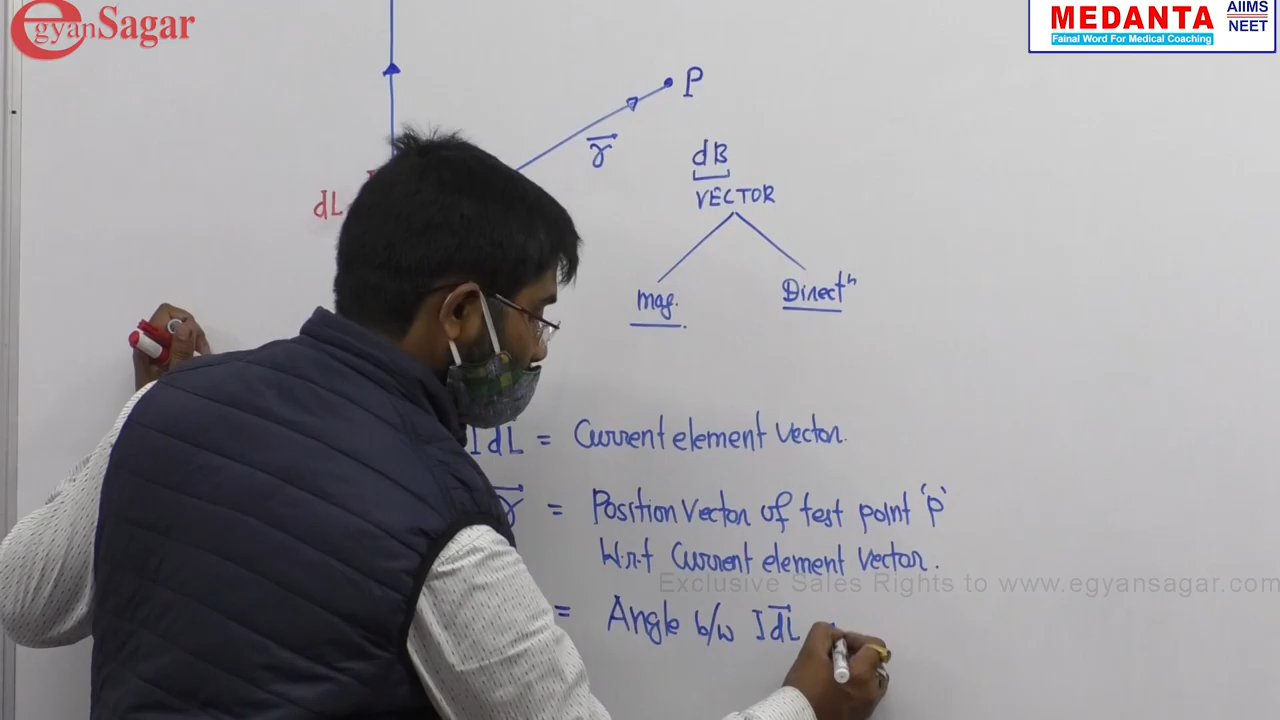 egyanSagar
MEDANTA AIIMS NEET
Fainal Word For Medical Coaching
P
r
dB
VECTOR
dL
mag. Directⁿ
IdL = Current element vector.
r = Position vector of test point 'P'
w.r.t Current element vector.
Exclusive Sales Rights to www.egyansagar.com
= Angle b/w IdL